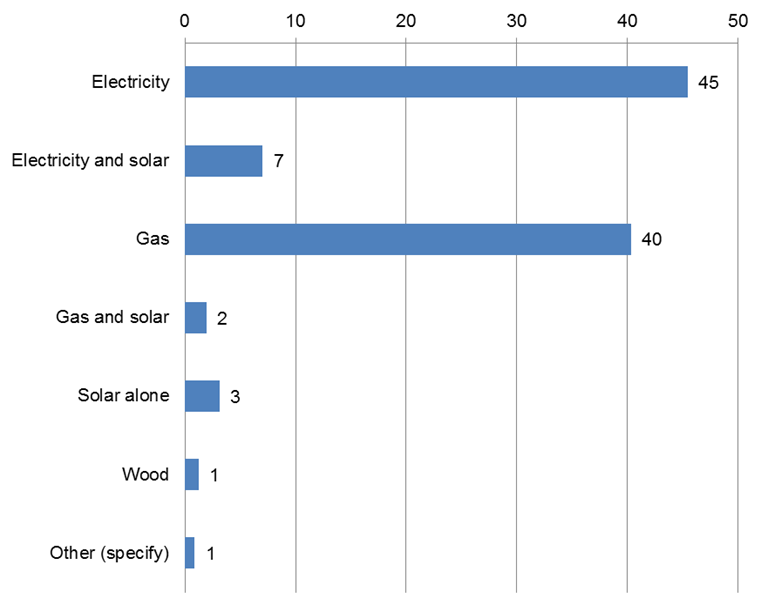 0 10 20 30 40 50
Electricity 45
Electricity and solar 7
Gas 40
Gas and solar 2
Solar alone 3
Wood 1
Other (specify) 1